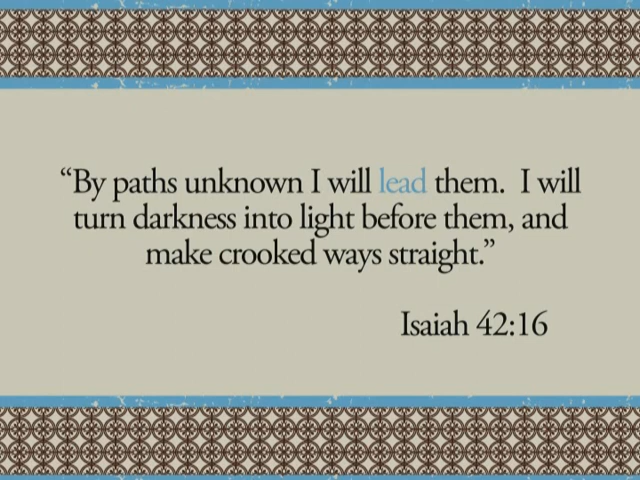 “By paths unknown I will lead them.  I will
turn darkness into light before them, and
make crooked ways straight.”
Isaiah 42:16